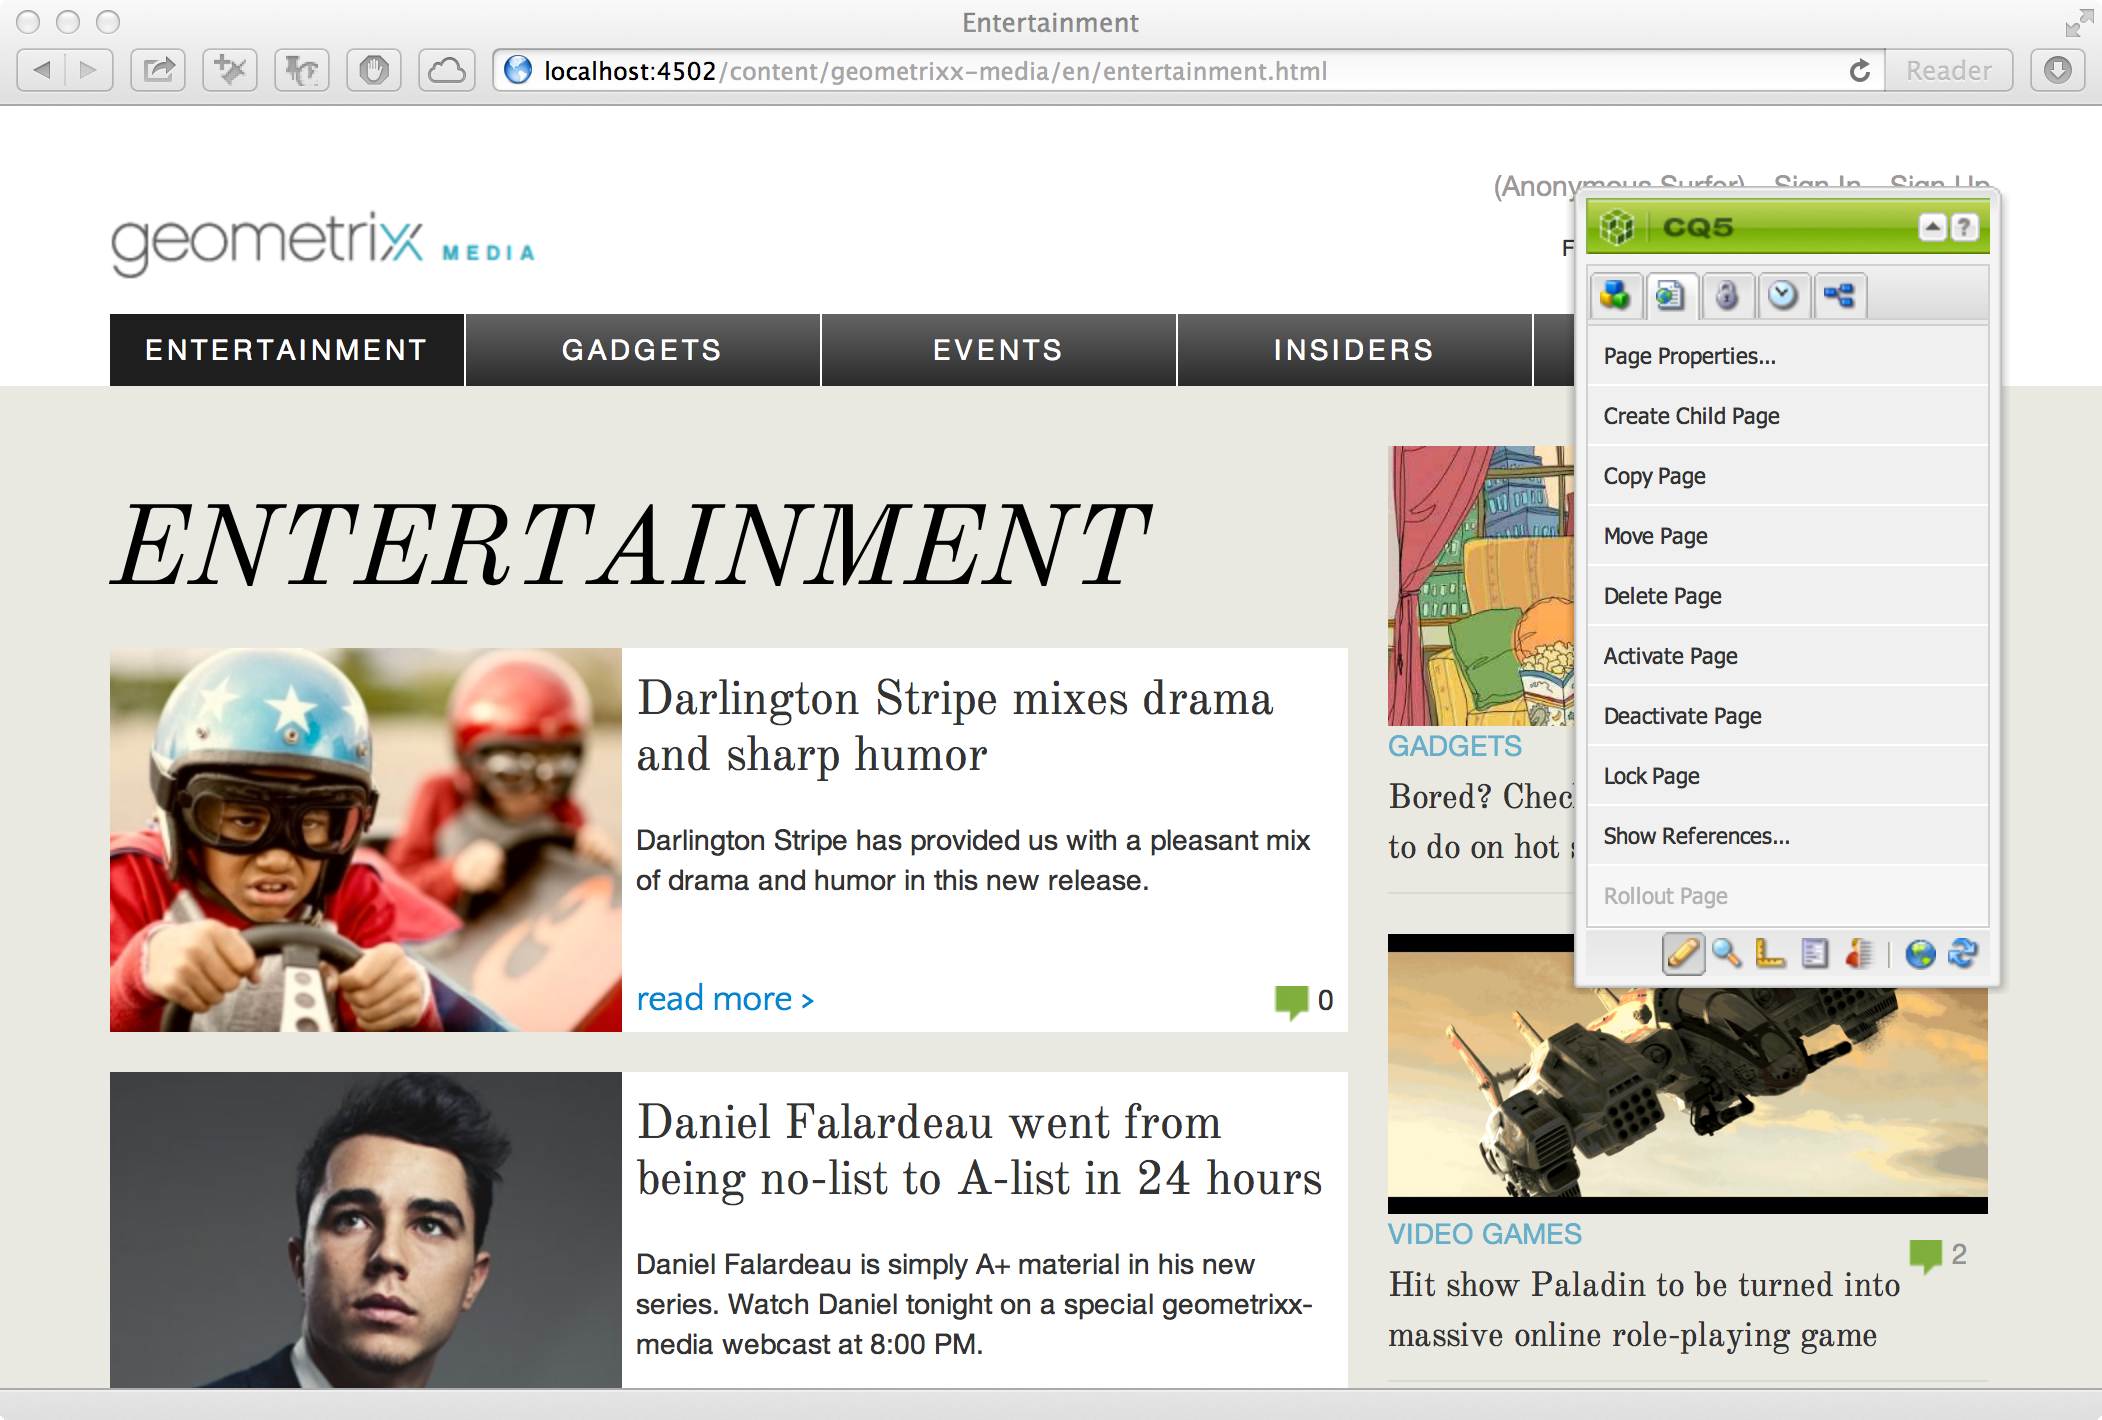 Entertainment
localhost:4502/content/geometrixx-media/en/entertainment.html
Reader
(Anonymous Surfer) Sign In Sign Up
geometrixx MEDIA
F
CQ5
?
ENTERTAINMENT
GADGETS
EVENTS
INSIDERS
Page Properties...
Create Child Page
Copy Page
Move Page
Delete Page
Activate Page
Deactivate Page
Lock Page
Show References...
Rollout Page
ENTERTAINMENT
Darlington Stripe mixes drama
and sharp humor
Darlington Stripe has provided us with a pleasant mix
of drama and humor in this new release.
read more >
0
Daniel Falardeau went from
being no-list to A-list in 24 hours
Daniel Falardeau is simply A+ material in his new
series. Watch Daniel tonight on a special geometrixx-
media webcast at 8:00 PM.
GADGETS
Bored?
to do on hot
VIDEO GAMES
2
Hit show Paladin to be turned into
massive online role-playing game